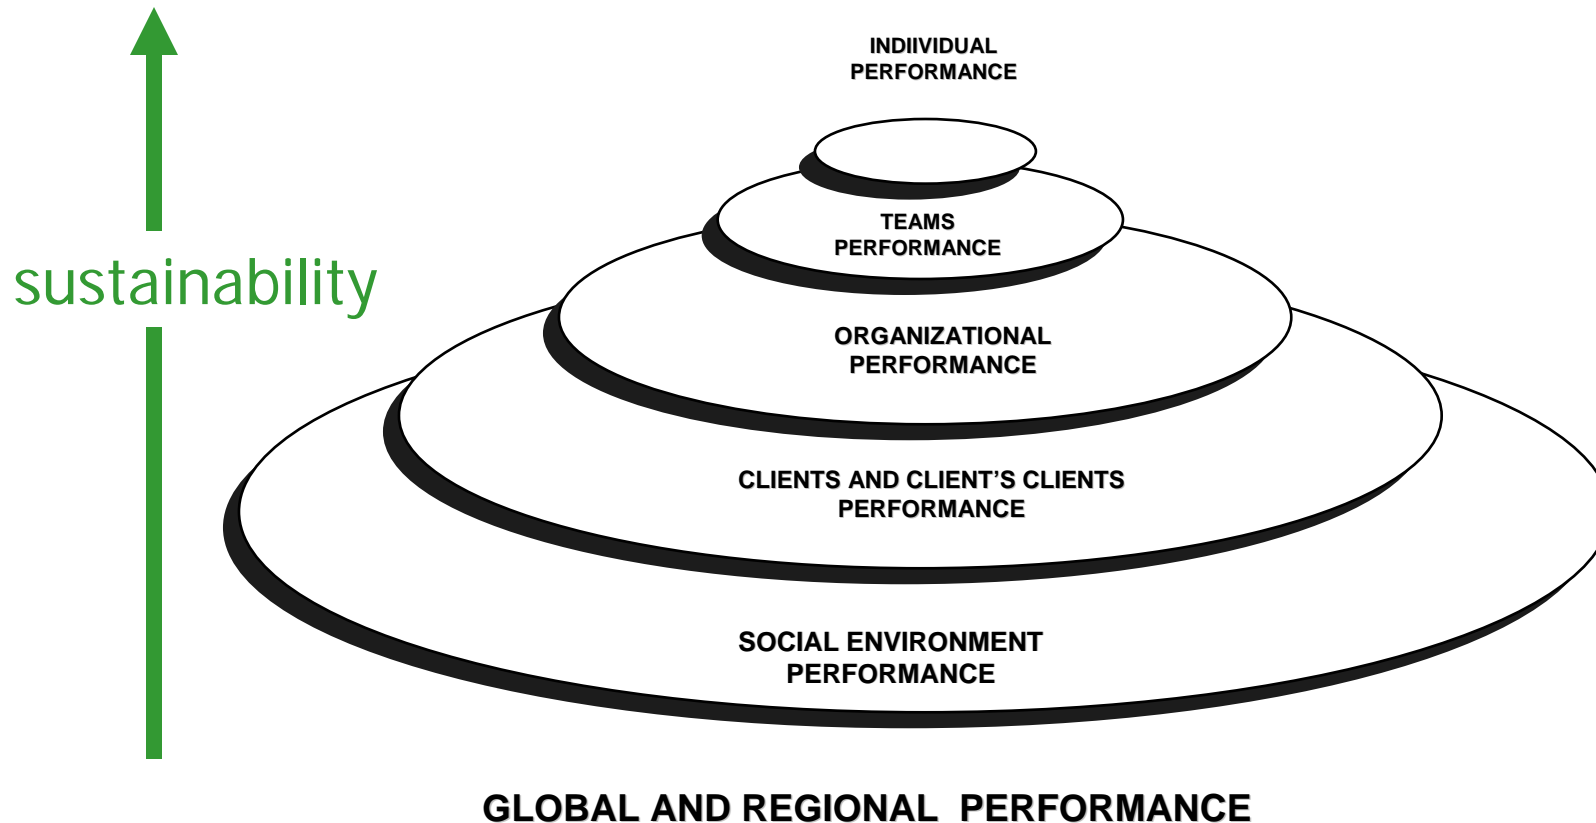 INDIIVIDUAL
PERFORMANCE
TEAMS
PERFORMANCE
sustainability
ORGANIZATIONAL
PERFORMANCE
CLIENTS AND CLIENT’S CLIENTS
PERFORMANCE
SOCIAL ENVIRONMENT
PERFORMANCE
GLOBAL AND REGIONAL  PERFORMANCE